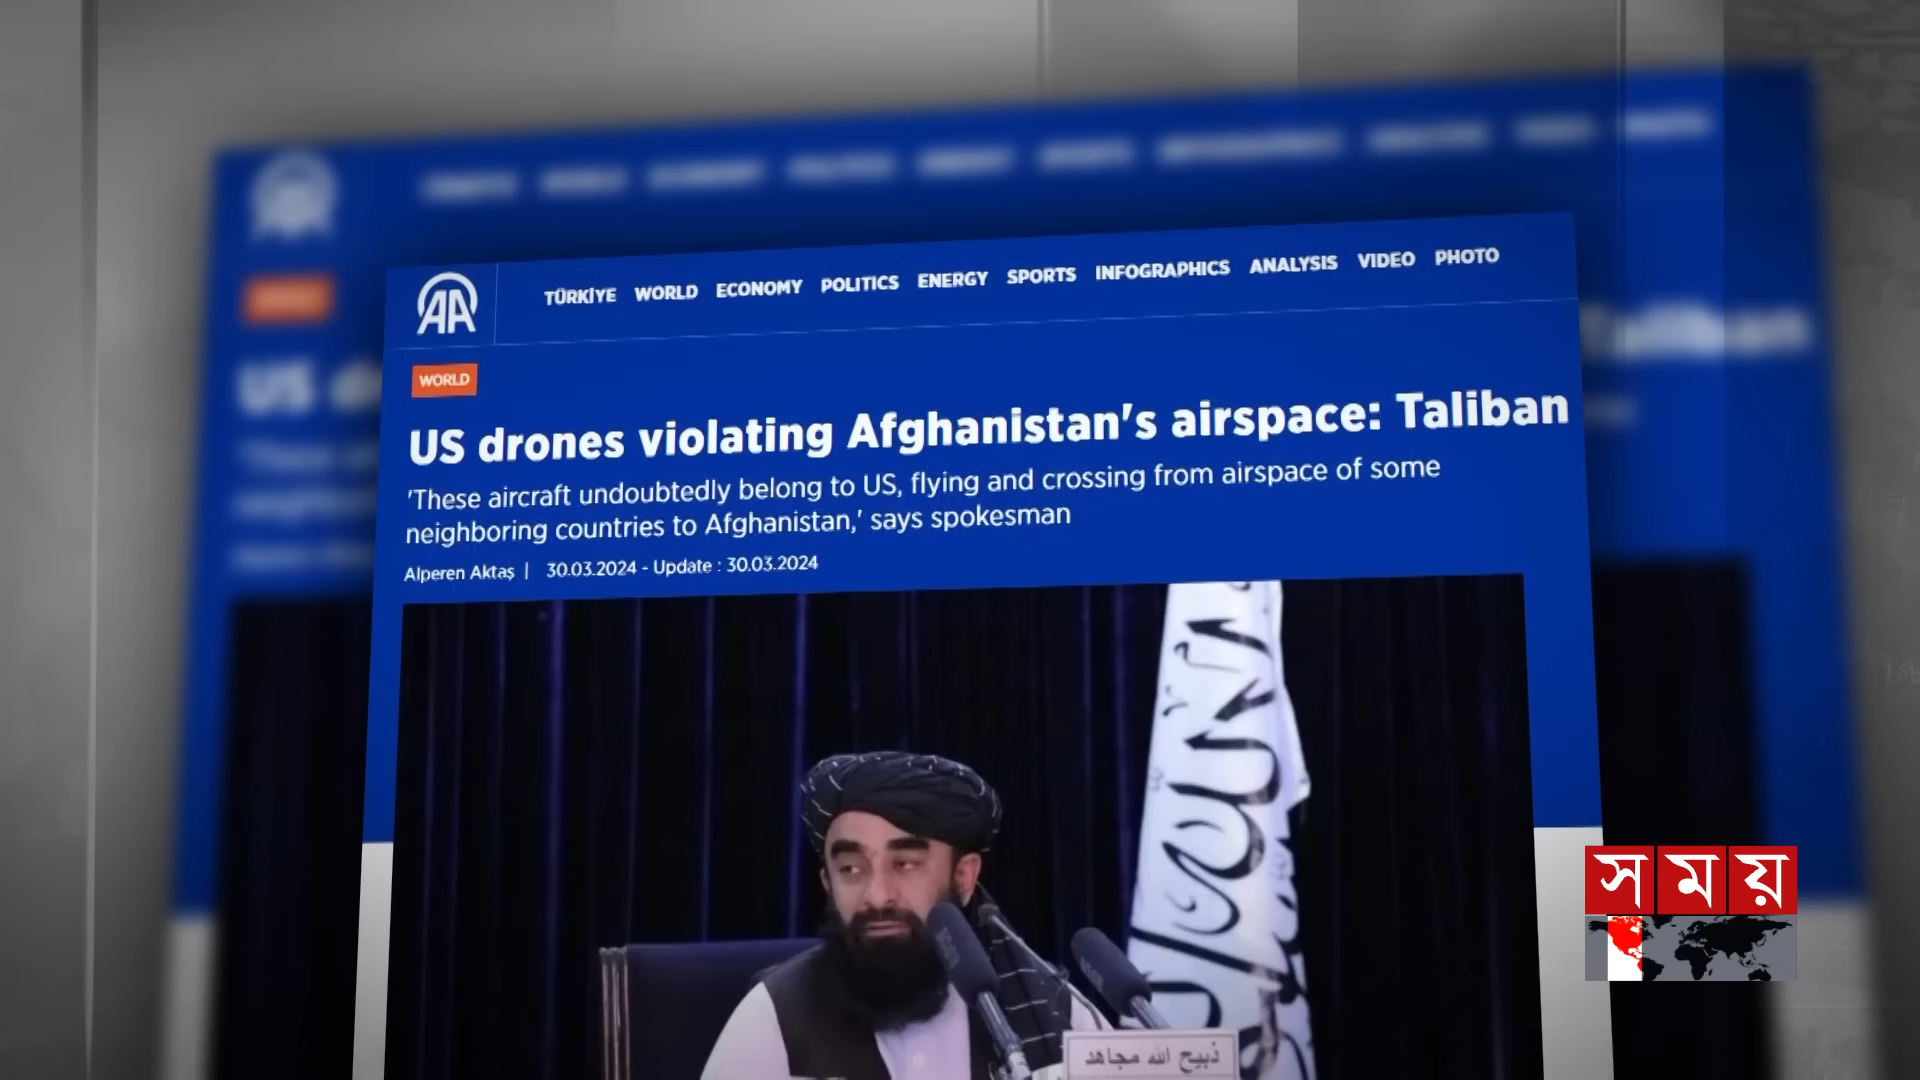 AA
TÜRKİYE WORLD ECONOMY POLITICS ENERGY SPORTS INFOGRAPHICS ANALYSIS VIDEO PHOTO
WORLD
US drones violating Afghanistan's airspace: Taliban
'These aircraft undoubtedly belong to US, flying and crossing from airspace of some
neighboring countries to Afghanistan,' says spokesman
Alperen Aktaş | 30.03.2024 - Update : 30.03.2024
ذبيح الله مجاهد
সময়